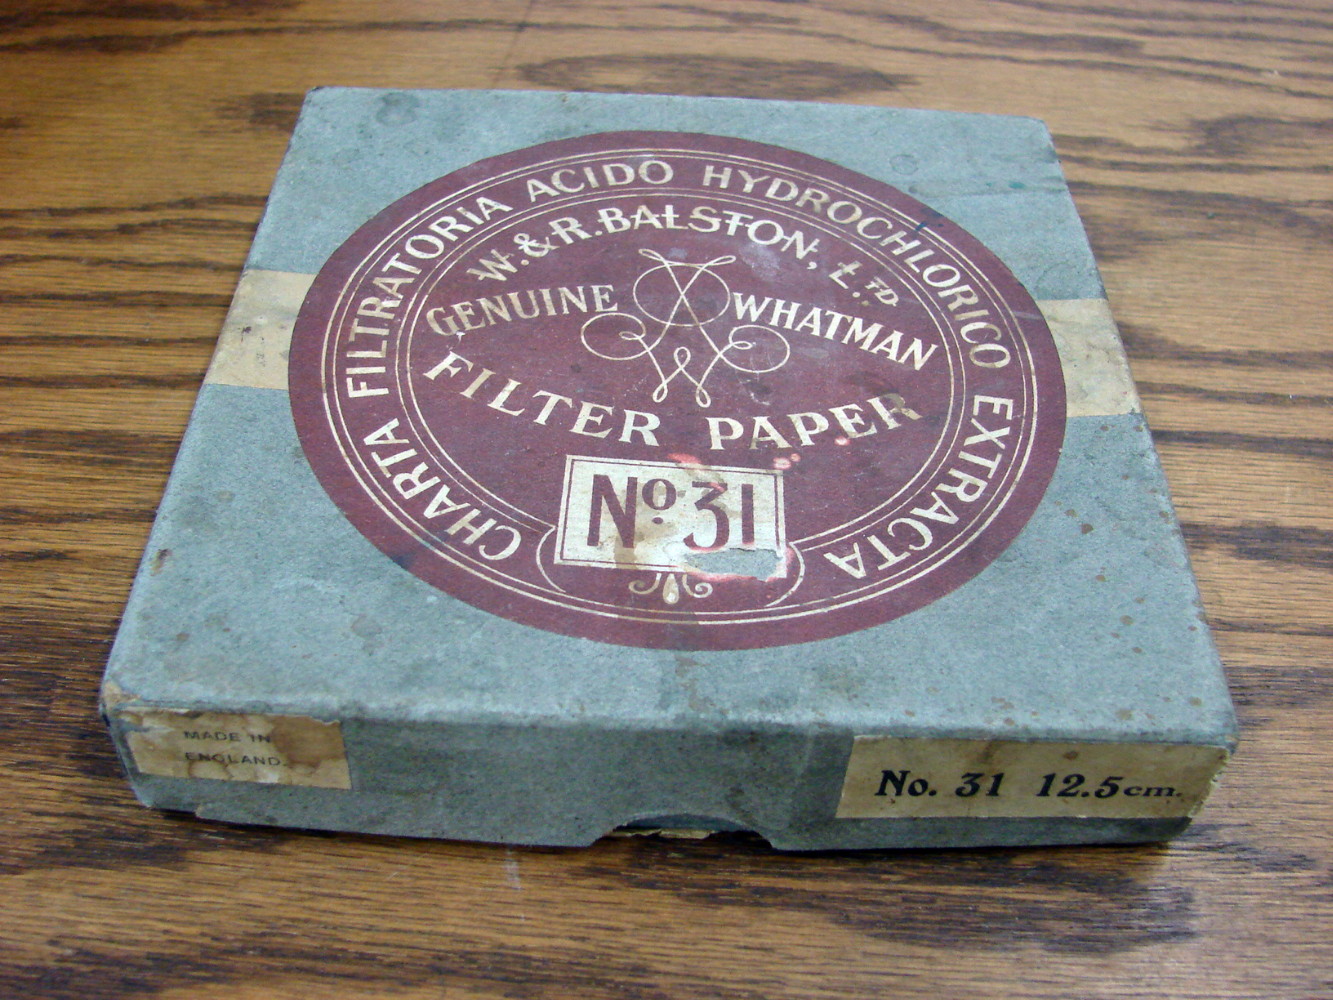 CHARTA FILTRATORIA ACIDO HYDROCHLORICO EXTRACTA
W. & R. BALSTON, LTD.
GENUINE WHATMAN
FILTER PAPER
No 31
MADE IN
ENGLAND.
No. 31 12.5cm.